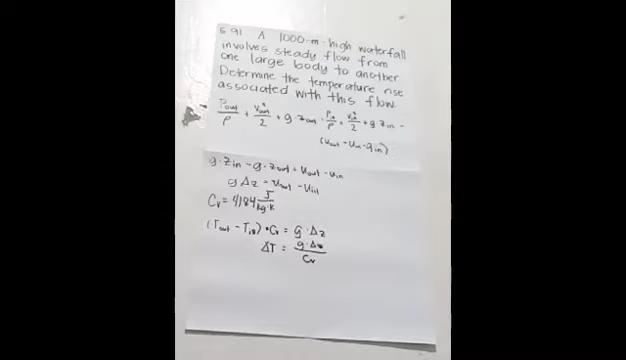 5.91 A 1000-m-high waterfall
involves steady flow from
one large body to another
Determine the temperature rise
associated with this flow.
Pout/ρ + Vout²/2 + g·zout = Pin/ρ + Vin²/2 + g·zin -
(uout - uin - qin)
g·zin - g·zout = uout - uin
gΔz = uout - uin
Cv = 4184 J/kg·K
(Tout - Tin)·Cv = g·Δz
ΔT = g·Δz/Cv